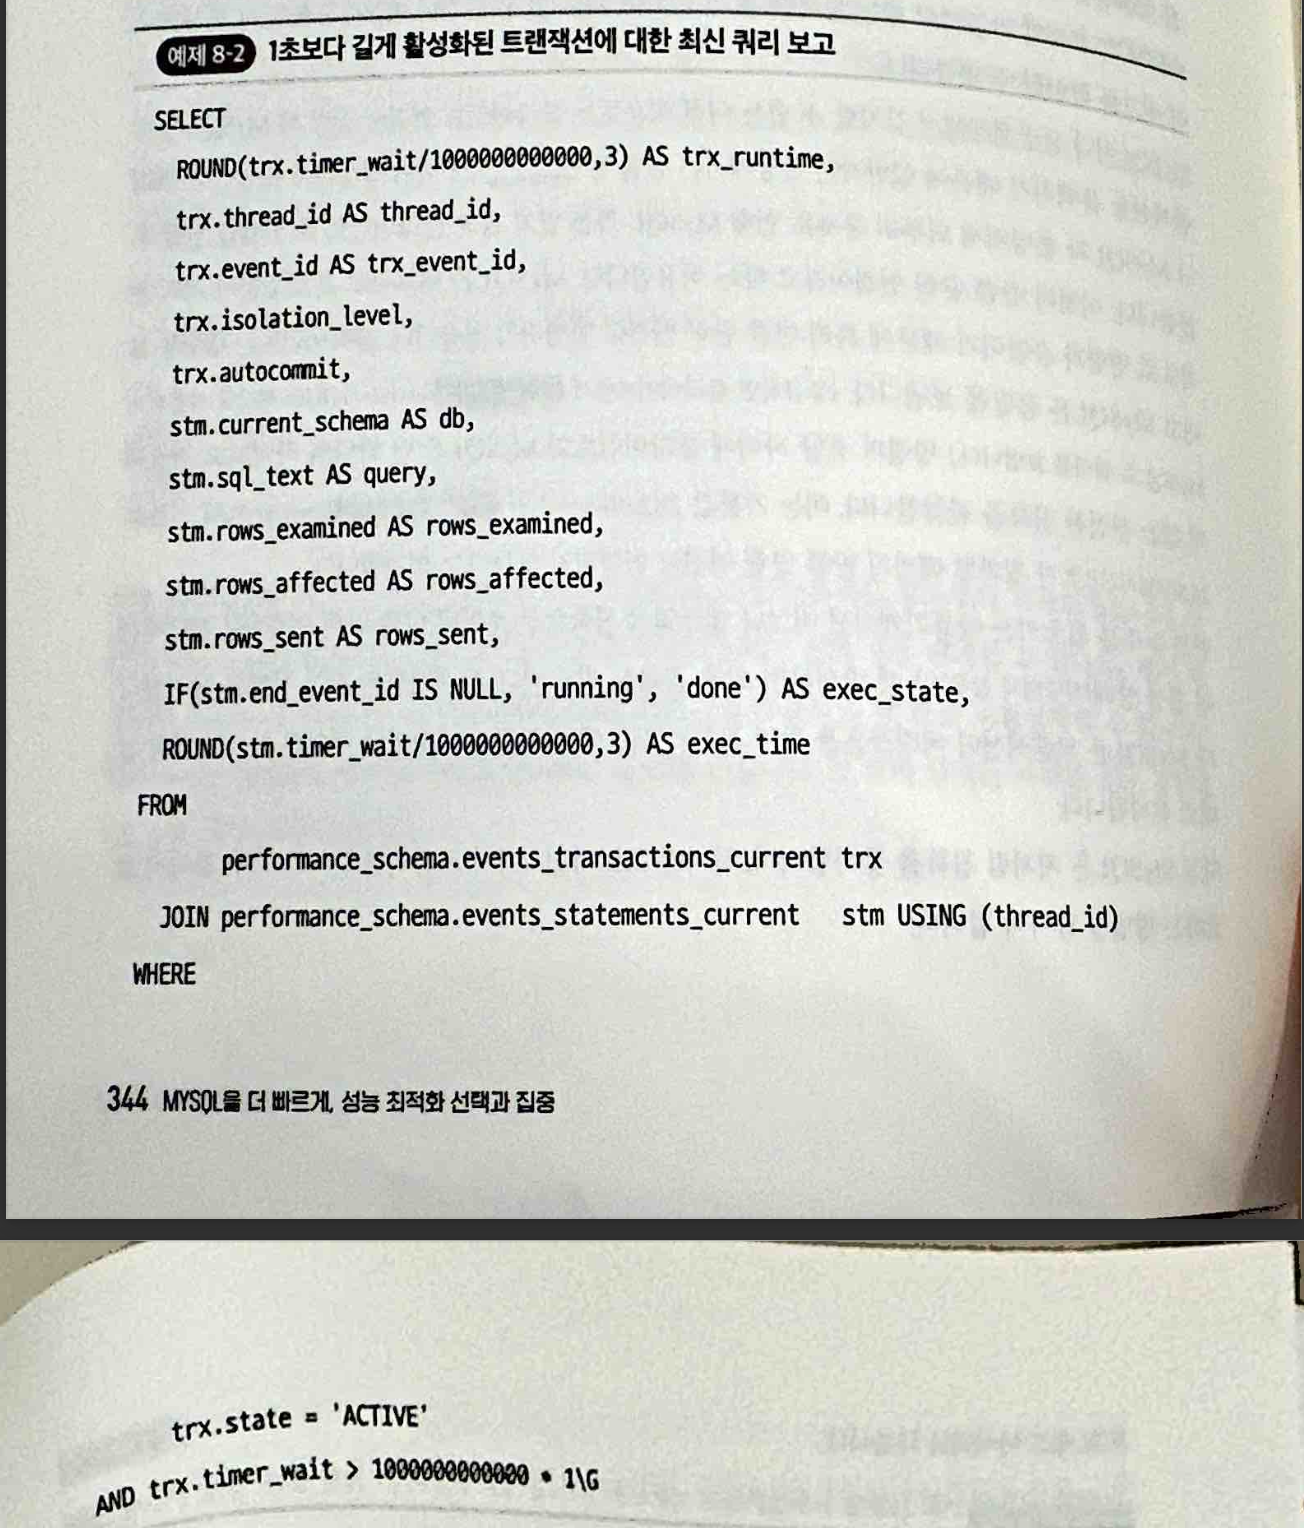 예제 8-2 1초보다 길게 활성화된 트랜잭션에 대한 최신 쿼리 보고
SELECT
ROUND(trx.timer_wait/1000000000000,3) AS trx_runtime,
trx.thread_id AS thread_id,
trx.event_id AS trx_event_id,
trx.isolation_level,
trx.autocommit,
stm.current_schema AS db,
stm.sql_text AS query,
stm.rows_examined AS rows_examined,
stm.rows_affected AS rows_affected,
stm.rows_sent AS rows_sent,
IF(stm.end_event_id IS NULL, 'running', 'done') AS exec_state,
ROUND(stm.timer_wait/1000000000000,3) AS exec_time
FROM
performance_schema.events_transactions_current trx
JOIN performance_schema.events_statements_current stm USING (thread_id)
WHERE
344 MYSQL을 더 빠르게, 성능 최적화 선택과 집중
trx.state = 'ACTIVE'
AND trx.timer_wait > 1000000000000 * 1\G